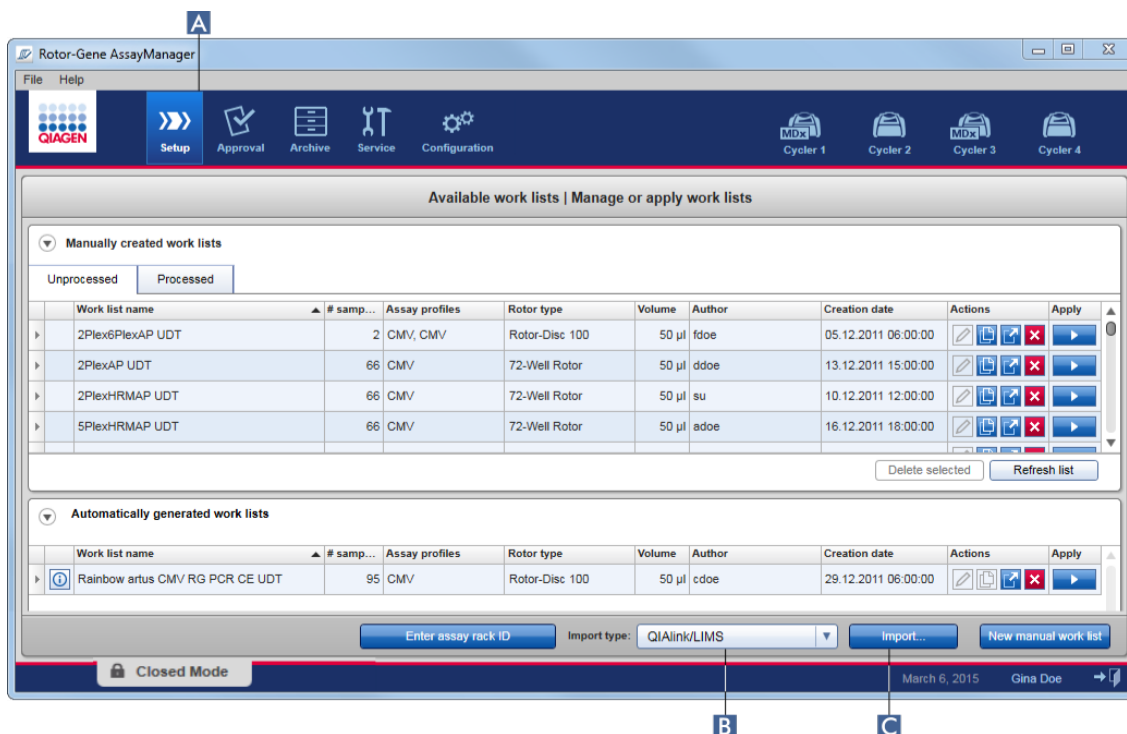 A
Rotor-Gene AssayManager
File Help
QIAGEN
Setup Approval Archive Service Configuration MDx Cycler 1 Cycler 2 MDx Cycler 3 Cycler 4
Available work lists | Manage or apply work lists
Manually created work lists
Unprocessed Processed
Work list name # samp... Assay profiles Rotor type Volume Author Creation date Actions Apply
2Plex6PlexAP UDT 2 CMV, CMV Rotor-Disc 100 50 µl fdoe 05.12.2011 06:00:00
2PlexAP UDT 66 CMV 72-Well Rotor 50 µl ddoe 13.12.2011 15:00:00
2PlexHRMAP UDT 66 CMV 72-Well Rotor 50 µl su 10.12.2011 12:00:00
5PlexHRMAP UDT 66 CMV 72-Well Rotor 50 µl adoe 16.12.2011 18:00:00
Delete selected Refresh list
Automatically generated work lists
Work list name # samp... Assay profiles Rotor type Volume Author Creation date Actions Apply
Rainbow artus CMV RG PCR CE UDT 95 CMV Rotor-Disc 100 50 µl cdoe 29.12.2011 06:00:00
Enter assay rack ID Import type: QIAlink/LIMS Import... New manual work list
Closed Mode March 6, 2015 Gina Doe
B C